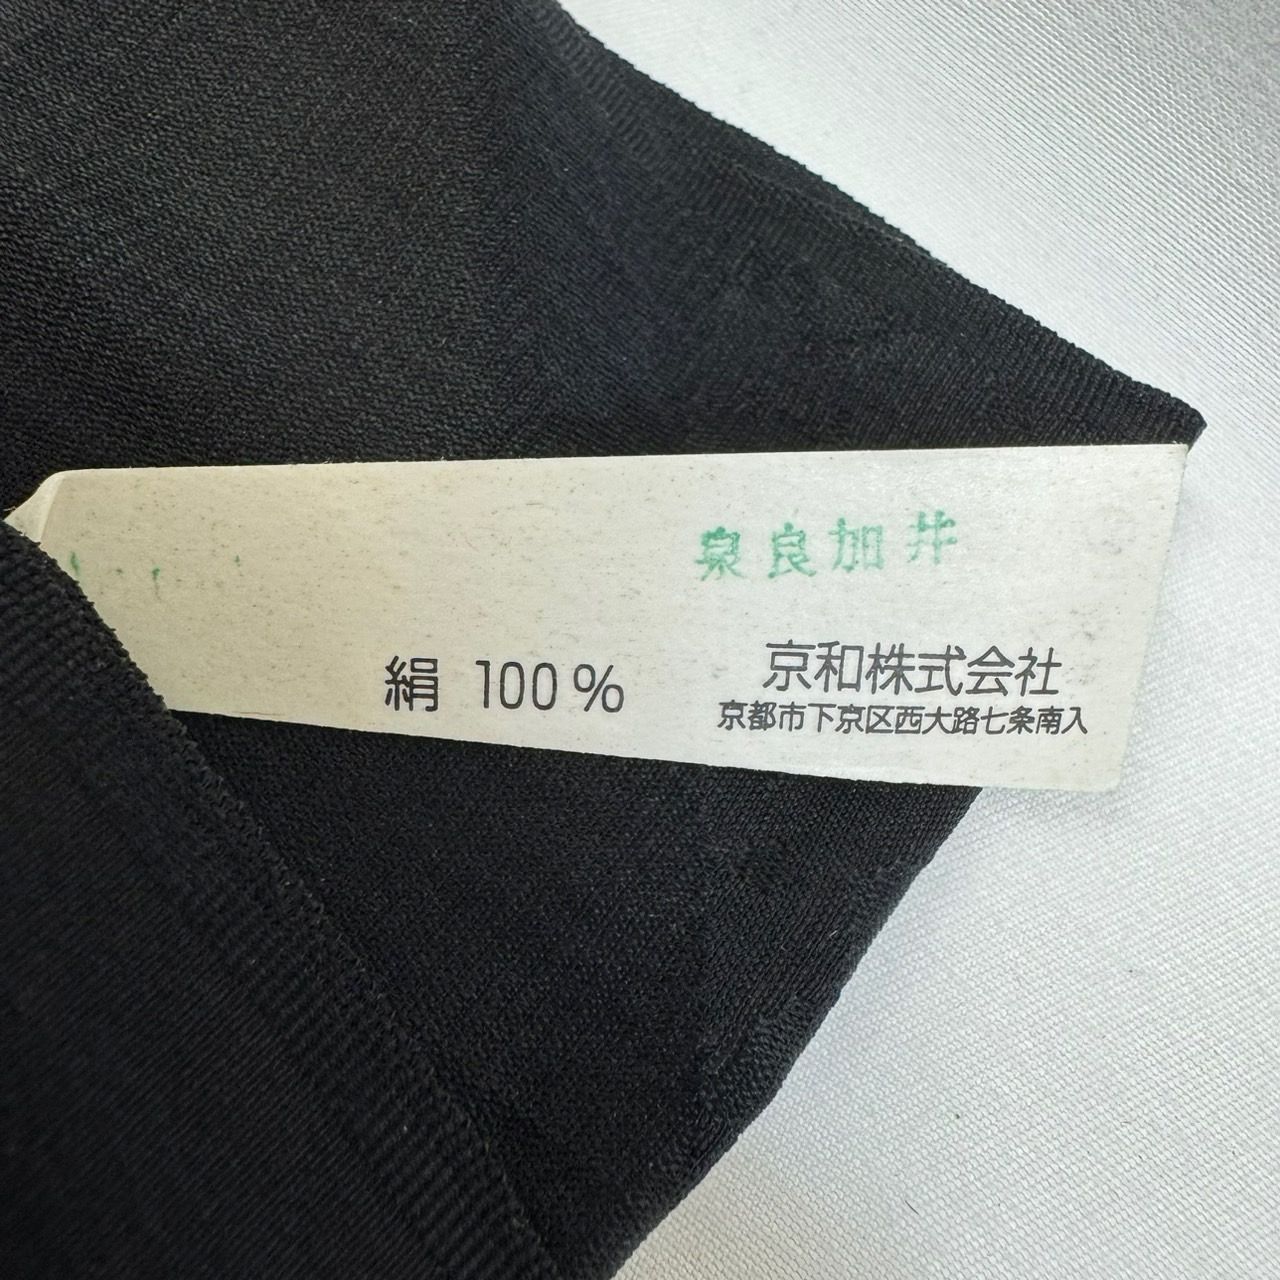 泉良加井
絹 100%
京和株式会社
京都市下京区西大路七条南入